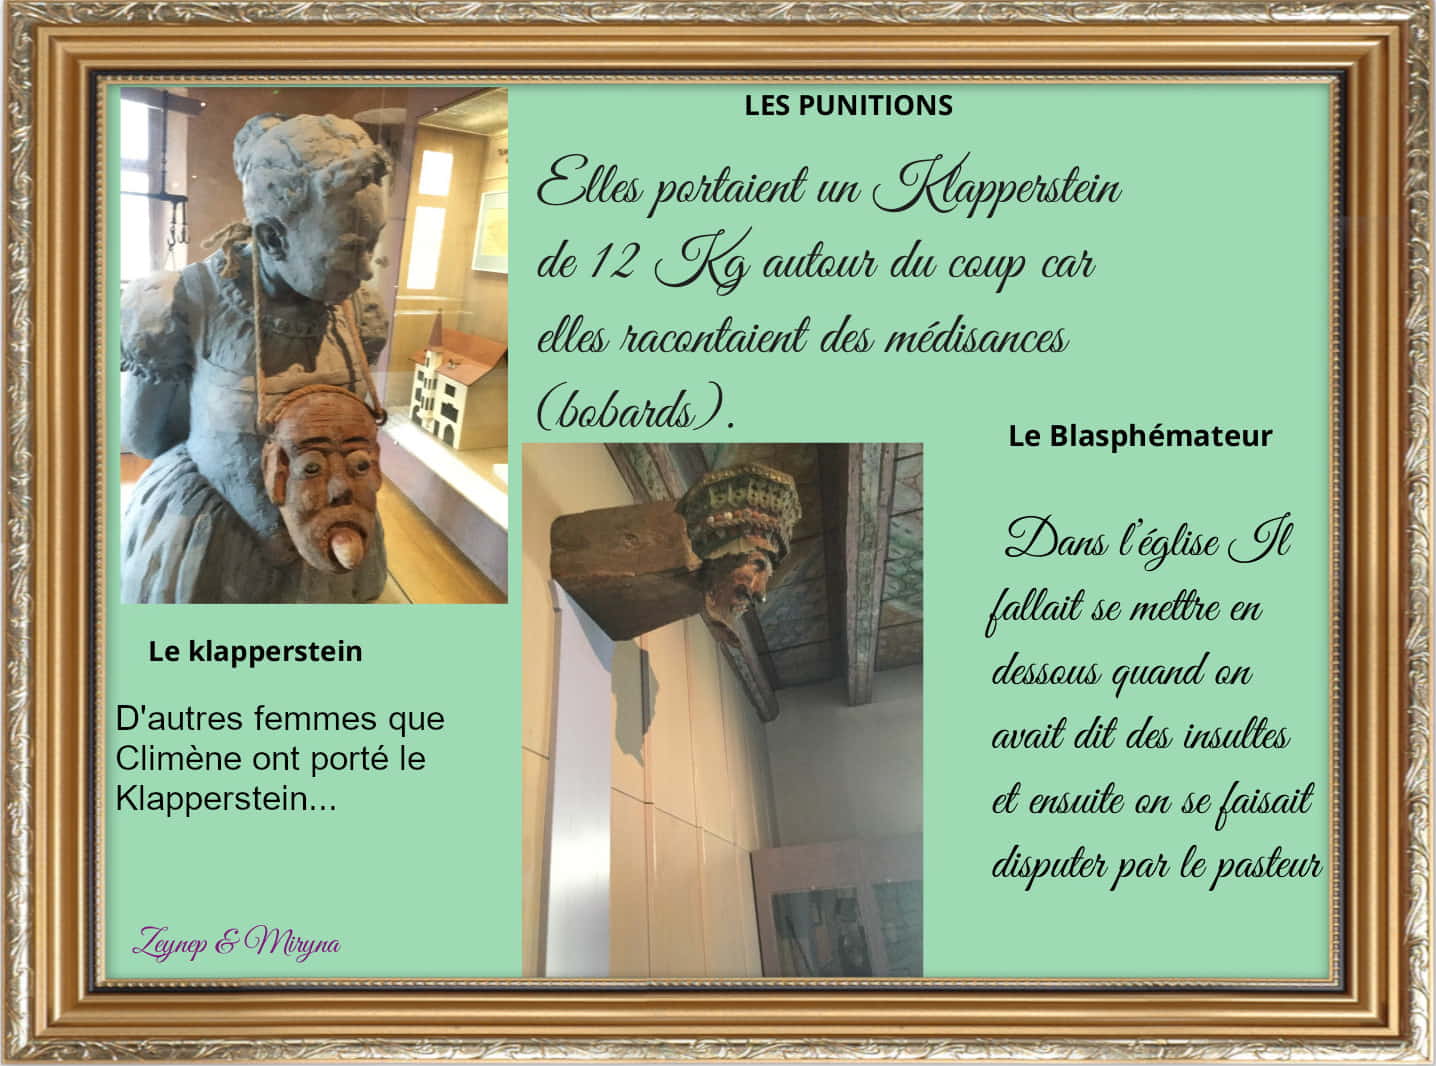 LES PUNITIONS
Elles portaient un Klapperstein
de 12 Kg autour du coup car
elles racontaient des médisances
(bobards).
Le klapperstein
D'autres femmes que
Climène ont porté le
Klapperstein...
Le Blasphémateur
Dans l'église Il
fallait se mettre en
dessous quand on
avait dit des insultes
et ensuite on se faisait
disputer par le pasteur
Zeynep & Miryna